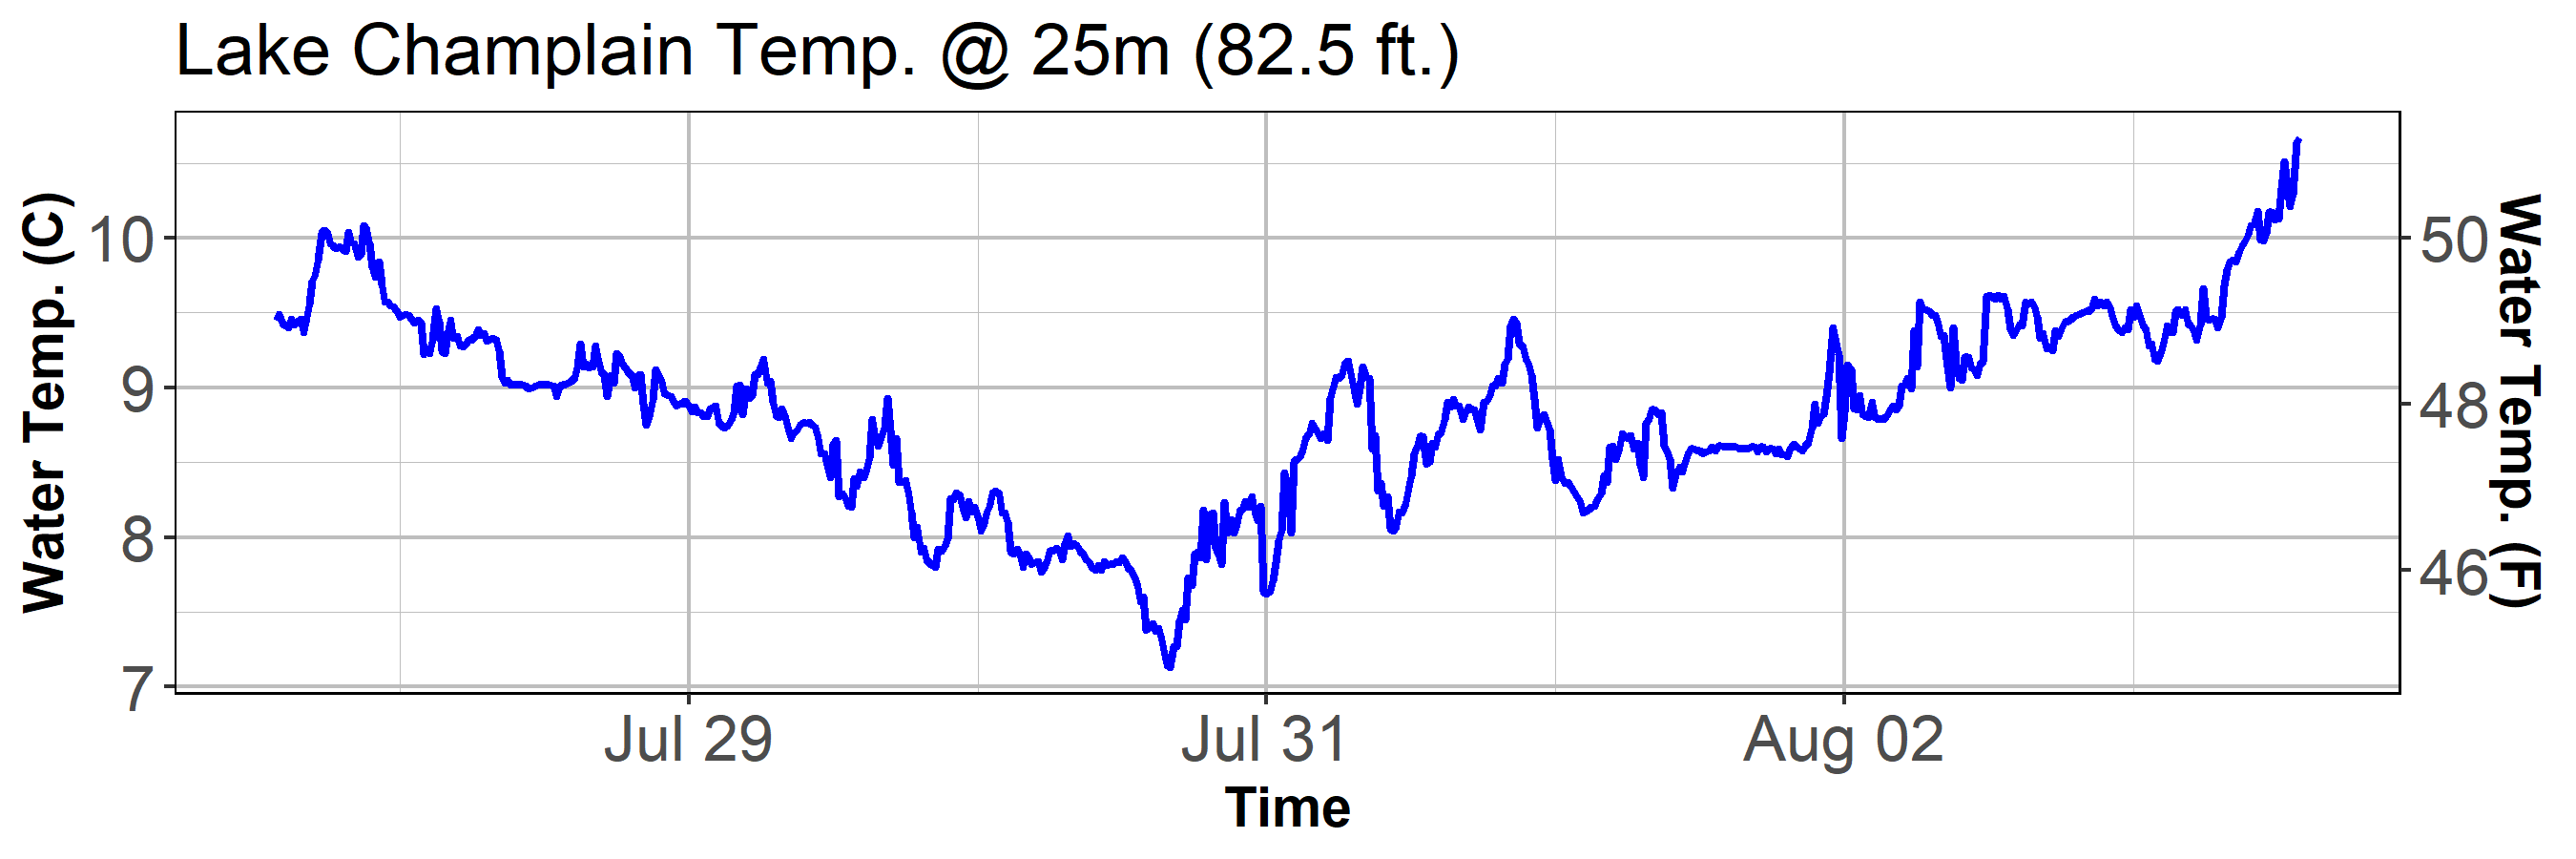 Lake Champlain Temp. @ 25m (82.5 ft.)
Water Temp. (C)
10
9
8
7
50
48
46
Water Temp. (F)
Jul 29 Jul 31 Aug 02
Time